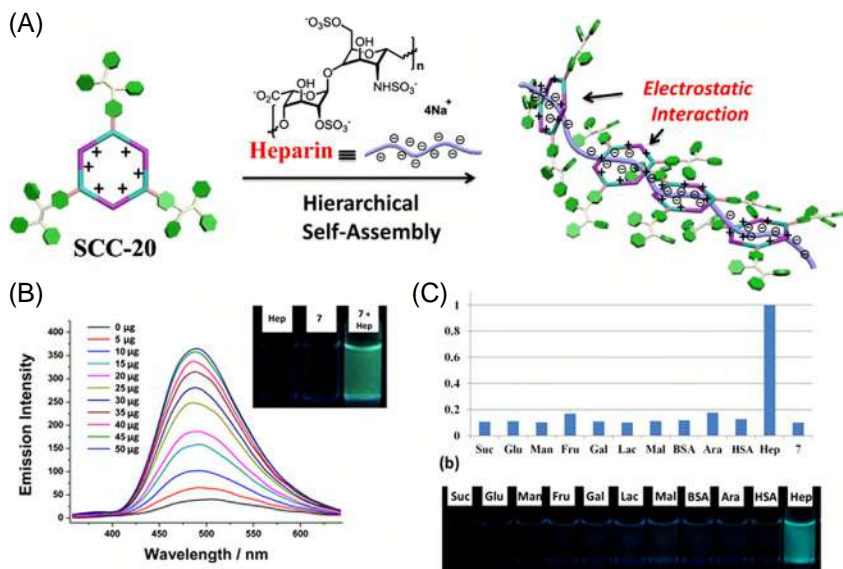 (A)
⁻O₃SO
OH
O
n
⁻O₂C
OH
O
NHSO₃⁻
OSO₃⁻
4Na⁺
Heparin ≡
Hierarchical
Self-Assembly
SCC-20
Electrostatic
Interaction
(B)
Emission Intensity
350
300
250
200
150
100
50
0
400
450
500
550
600
Wavelength / nm
0 μg
5 μg
10 μg
15 μg
20 μg
25 μg
30 μg
35 μg
40 μg
45 μg
50 μg
Hep 7 7 + Hep
(C)
1
0.8
0.6
0.4
0.2
0
Suc Glu Man Fru Gal Lac Mal BSA Ara HSA Hep 7
(b)
Suc Glu Man Fru Gal Lac Mal BSA Ara HSA Hep